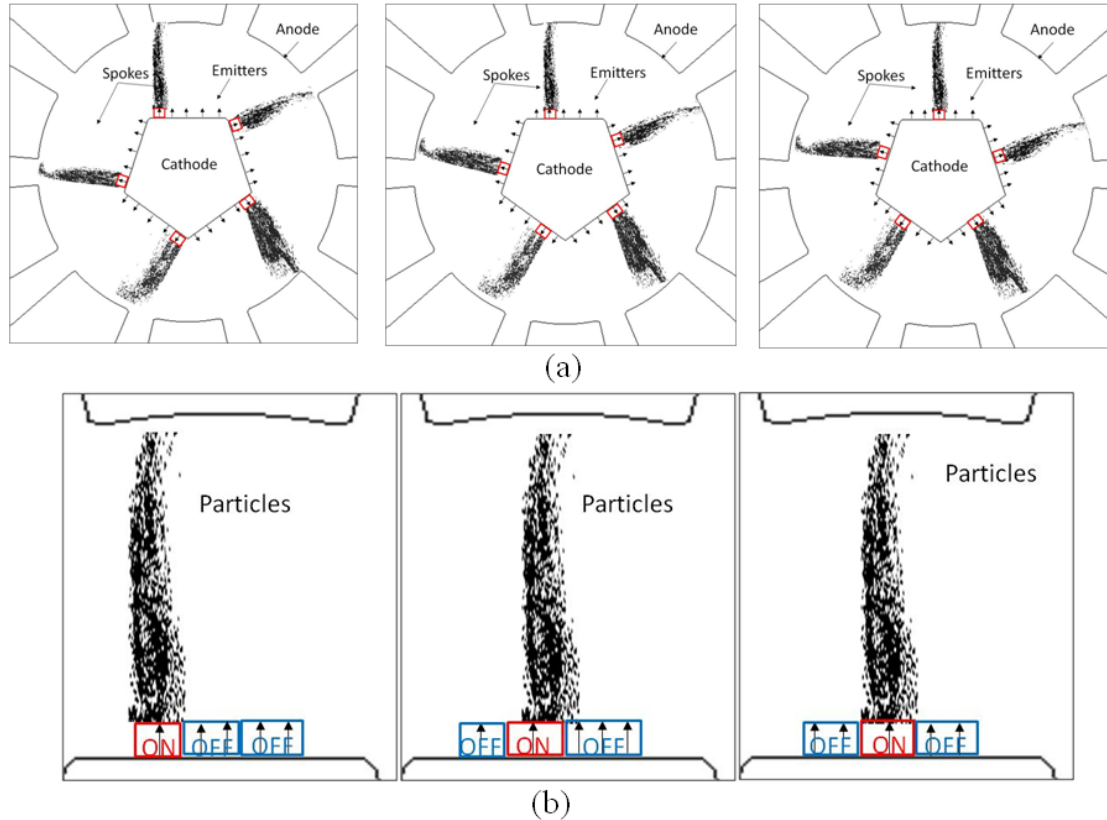 Anode
Spokes
Emitters
Cathode
Anode
Spokes
Emitters
Cathode
Anode
Spokes
Emitters
Cathode
(a)
Particles
ON OFF OFF
Particles
OFF ON OFF
Particles
OFF ON OFF
(b)